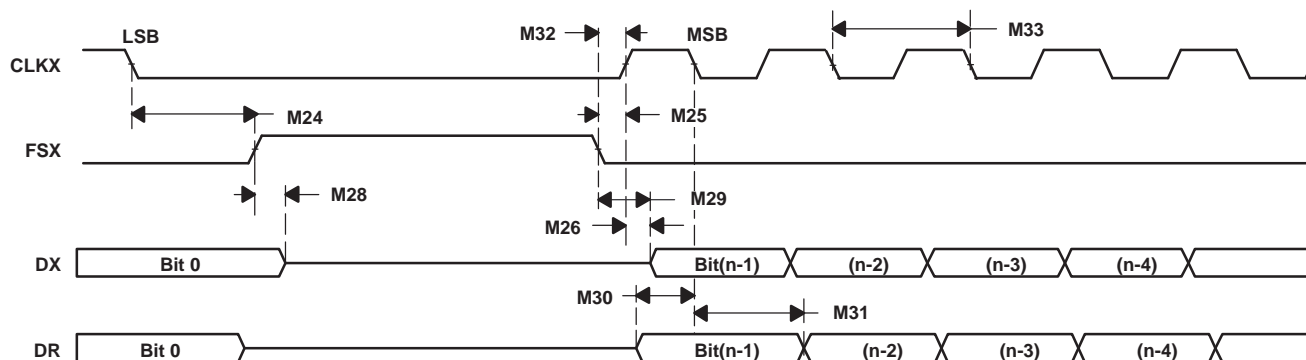 LSB
M32
MSB
M33
CLKX
M24
M25
FSX
M28
M29
M26
DX
Bit 0
Bit(n-1)
(n-2)
(n-3)
(n-4)
M30
M31
DR
Bit 0
Bit(n-1)
(n-2)
(n-3)
(n-4)